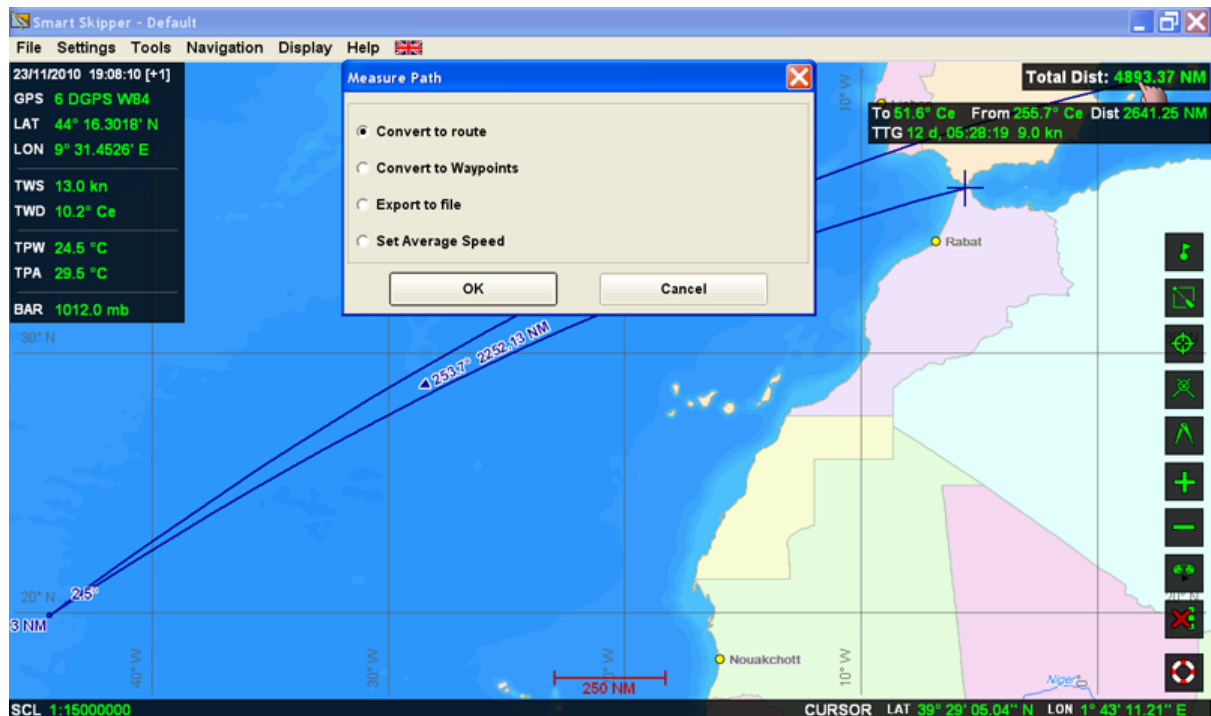 Smart Skipper - Default
File Settings Tools Navigation Display Help
23/11/2010 19:08:10 [+1]
GPS 6 DGPS W84
LAT 44° 16.3018' N
LON 9° 31.4526' E
TWS 13.0 kn
TWD 10.2° Ce
TPW 24.5 °C
TPA 29.5 °C
BAR 1012.0 mb
Measure Path
Convert to route
Convert to Waypoints
Export to file
Set Average Speed
OK Cancel
Total Dist: 4893.37 NM
To 51.6° Ce From 255.7° Ce Dist 2641.25 NM
TTG 12 d, 05:28:19 9.0 kn
10° W
Rabat
30° N
253.7° 2252.13 NM
20° N
2.5°
3 NM
40° W
30° W
° W
10° W
Nouakchott
Niger
250 NM
SCL 1:15000000
CURSOR LAT 39° 29' 05.04" N LON 1° 43' 11.21" E